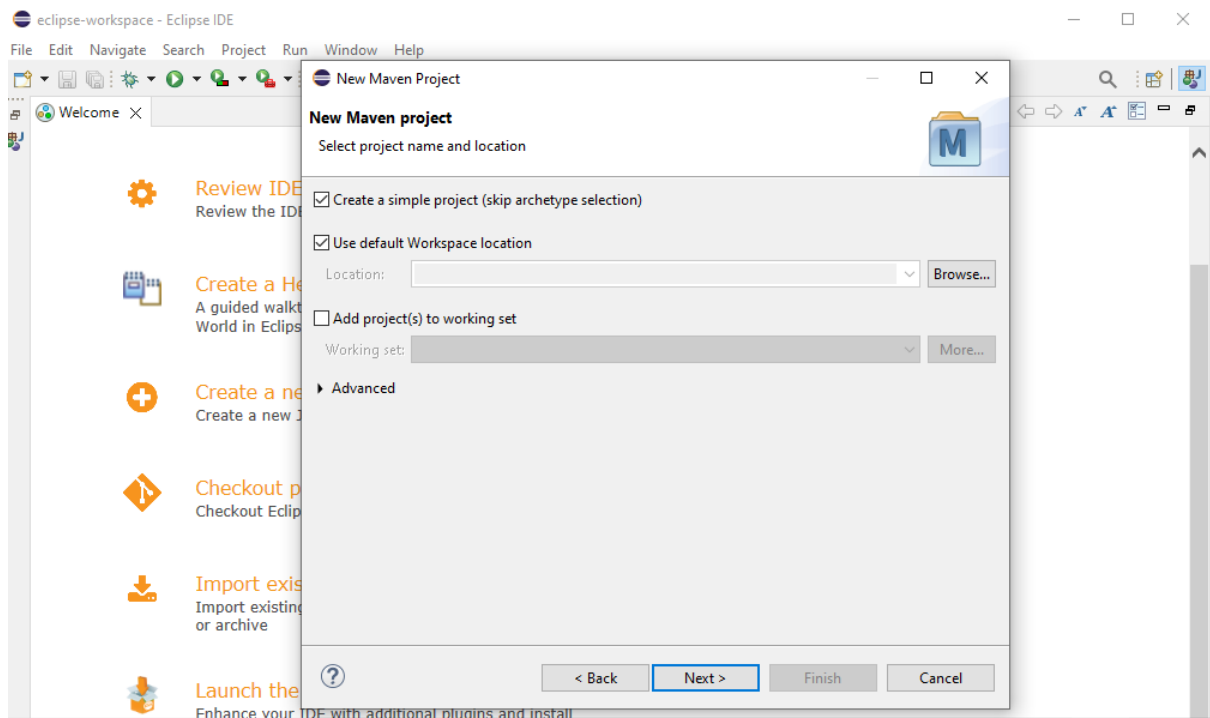 eclipse-workspace - Eclipse IDE
File Edit Navigate Search Project Run Window Help
New Maven Project
Welcome
New Maven project
Select project name and location
M
Review IDE
Review the IDE
Create a simple project (skip archetype selection)
Use default Workspace location
Location:
Browse...
Create a He
A guided walkt
World in Eclips
Add project(s) to working set
Working set:
More...
Advanced
Create a ne
Create a new J
Checkout p
Checkout Eclip
Import exis
Import existing
or archive
?
< Back
Next >
Finish
Cancel
Launch the
Enhance your IDE with additional plugins and install